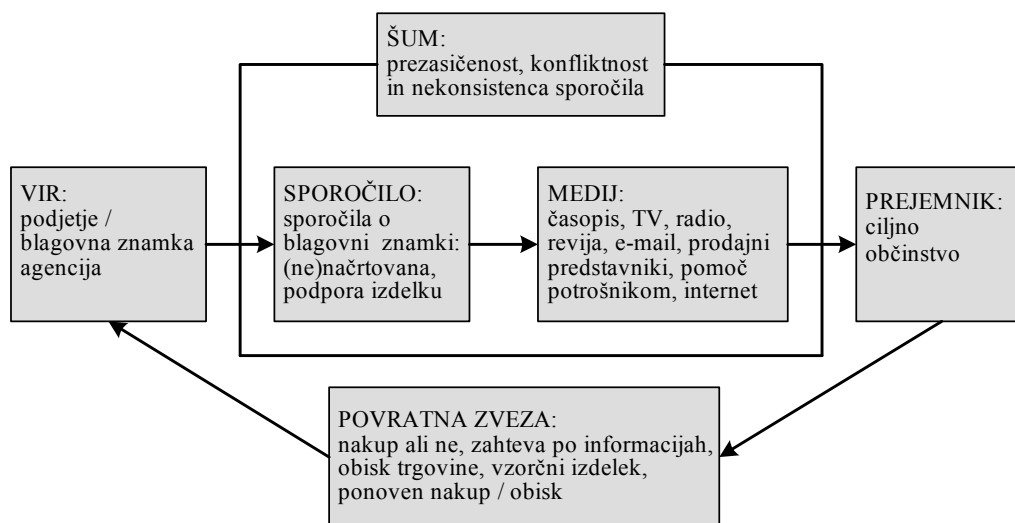 ŠUM:
prezasičenost, konfliktnost
in nekonsistenca sporočila
VIR:
podjetje /
blagovna znamka
agencija
SPOROČILO:
sporočila o
blagovni znamki:
(ne)načrtovana,
podpora izdelku
MEDIJ:
časopis, TV, radio,
revija, e-mail, prodajni
predstavniki, pomoč
potrošnikom, internet
PREJEMNIK:
ciljno
občinstvo
POVRATNA ZVEZA:
nakup ali ne, zahteva po informacijah,
obisk trgovine, vzorčni izdelek,
ponoven nakup / obisk